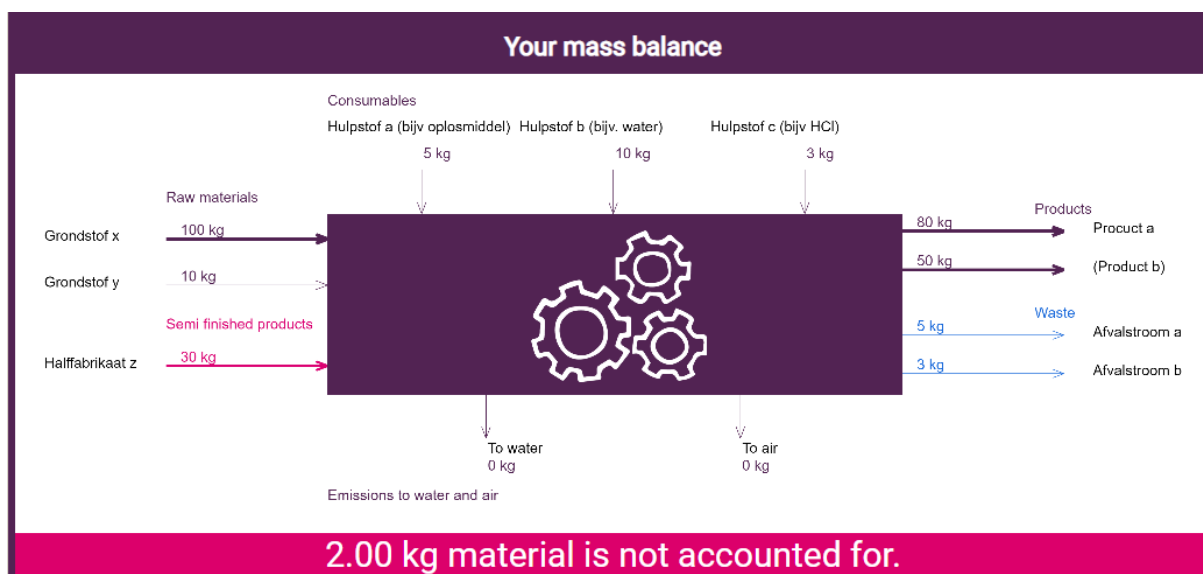 Your mass balance
Consumables
Hulpstof a (bijv oplosmiddel) Hulpstof b (bijv. water) Hulpstof c (bijv HCl)
5 kg 10 kg 3 kg
Raw materials
Grondstof x 100 kg
Grondstof y 10 kg
Semi finished products
Halffabrikaat z 30 kg
Products
80 kg Procuct a
50 kg (Product b)
Waste
5 kg Afvalstroom a
3 kg Afvalstroom b
To water To air
0 kg 0 kg
Emissions to water and air
2.00 kg material is not accounted for.